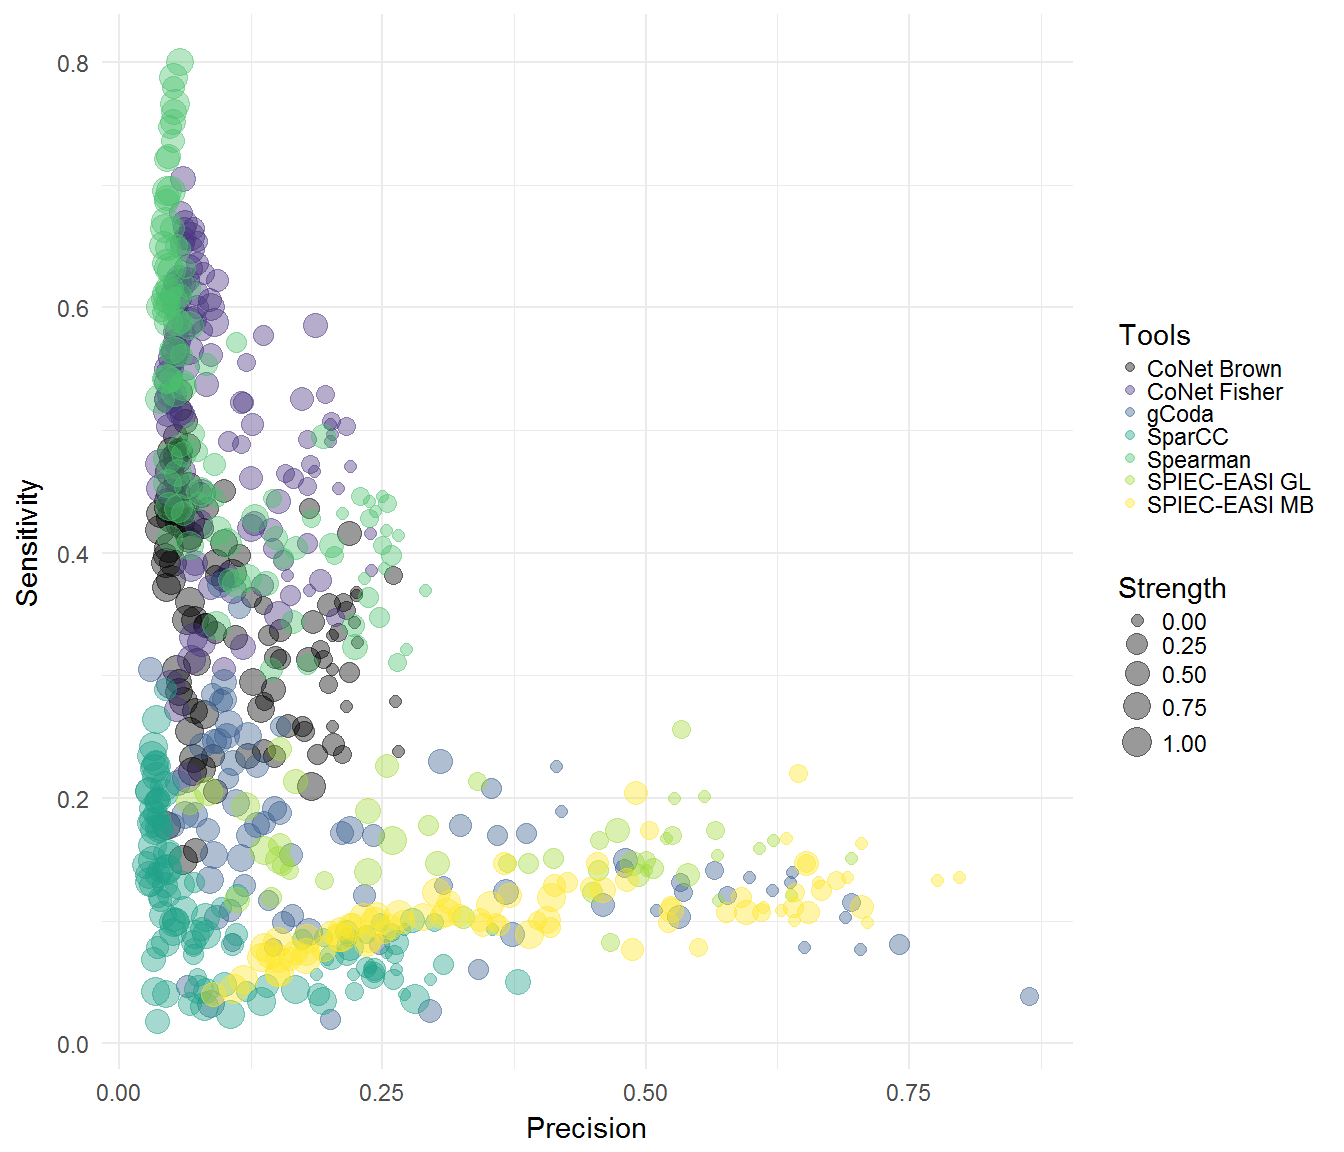 0.8
0.6
0.4
0.2
0.0
Sensitivity
0.00
0.25
0.50
0.75
Precision
Tools
CoNet Brown
CoNet Fisher
gCoda
SparCC
Spearman
SPIEC-EASI GL
SPIEC-EASI MB
Strength
0.00
0.25
0.50
0.75
1.00